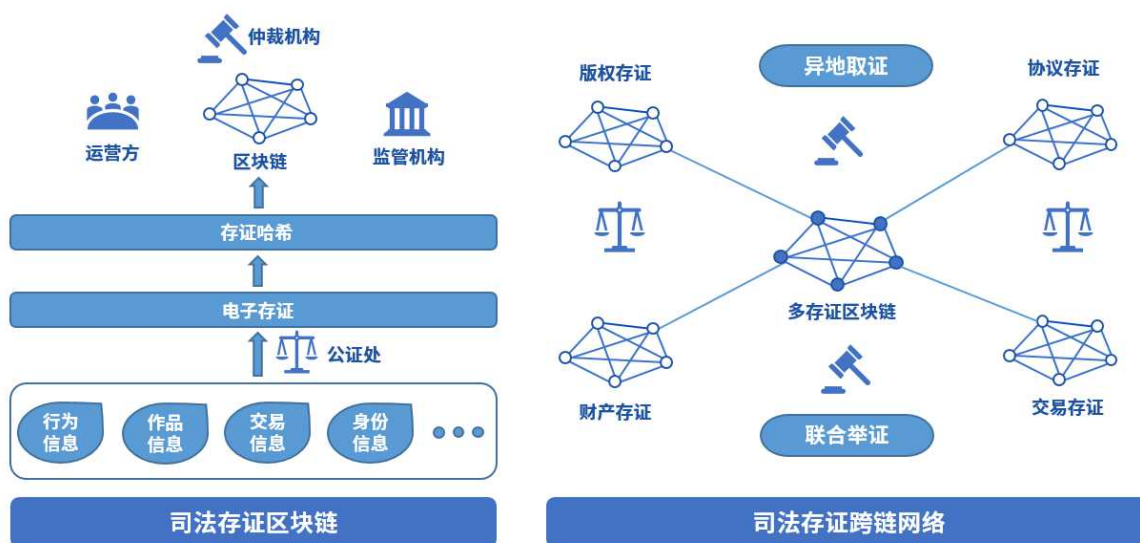 仲裁机构
运营方
区块链
监管机构
存证哈希
电子存证
公证处
行为
信息
作品
信息
交易
信息
身份
信息
司法存证区块链
异地取证
版权存证
协议存证
多存证区块链
财产存证
交易存证
联合举证
司法存证跨链网络